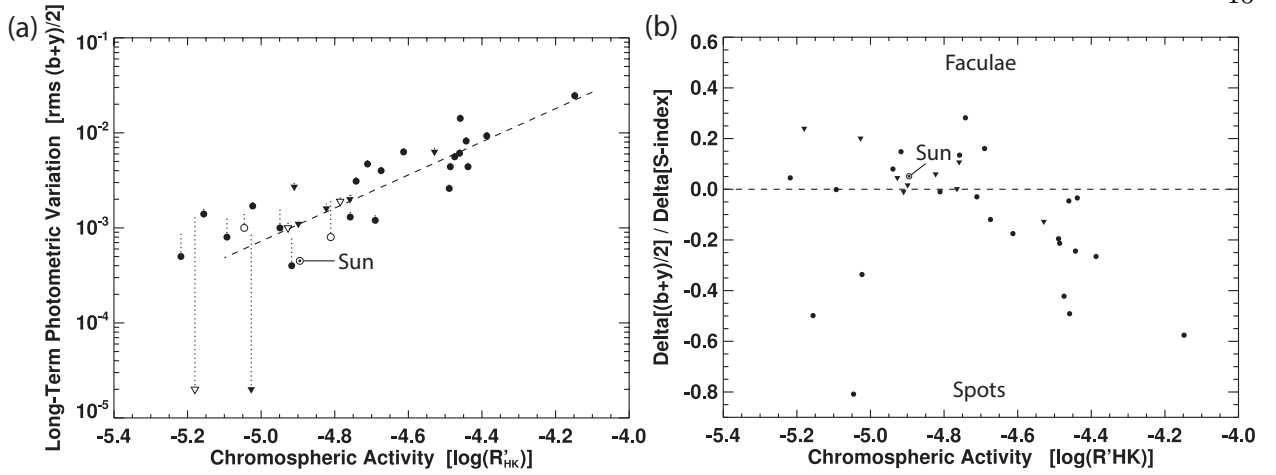 (a)
Long-Term Photometric Variation [rms (b+y)/2]
10⁻¹
10⁻²
10⁻³
10⁻⁴
10⁻⁵
Sun
-5.4 -5.2 -5.0 -4.8 -4.6 -4.4 -4.2 -4.0
Chromospheric Activity [log(R'HK)]
(b)
Delta[(b+y)/2] / Delta[S-index]
0.6
0.4
0.2
0.0
-0.2
-0.4
-0.6
-0.8
Faculae
Sun
Spots
-5.4 -5.2 -5.0 -4.8 -4.6 -4.4 -4.2 -4.0
Chromospheric Activity [log(R'HK)]